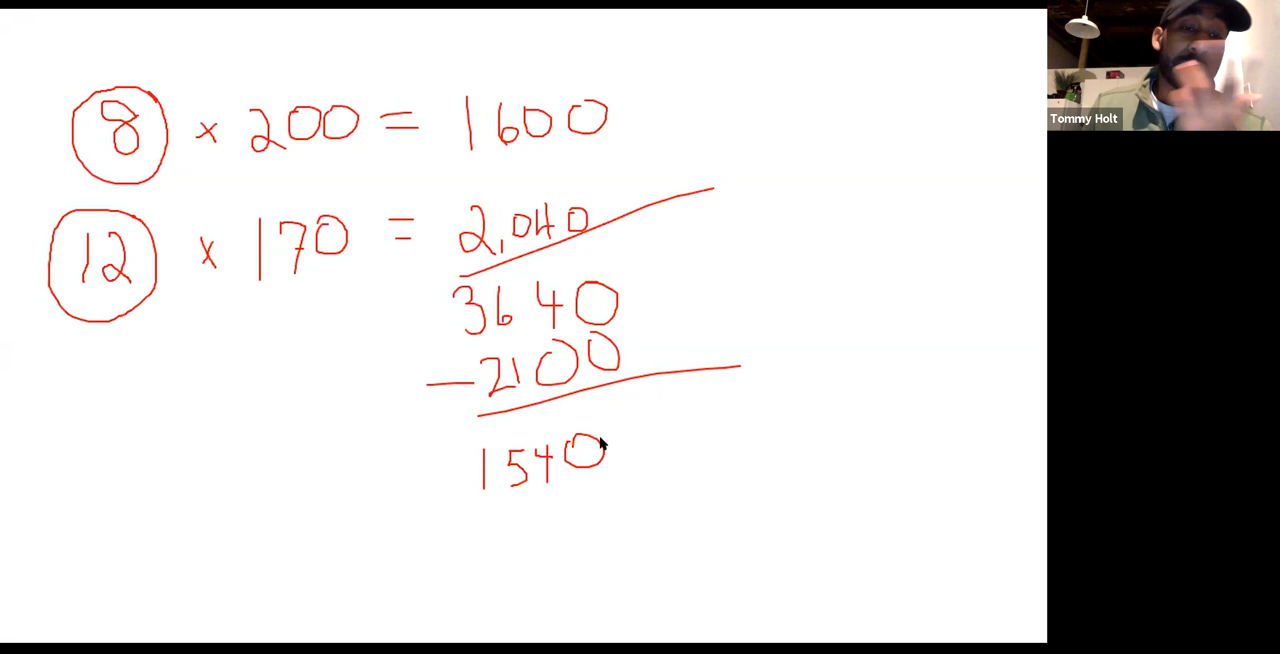 8 × 200 = 1600
12 × 170 = 2,040
3640
— 2100
1540
Tommy Holt